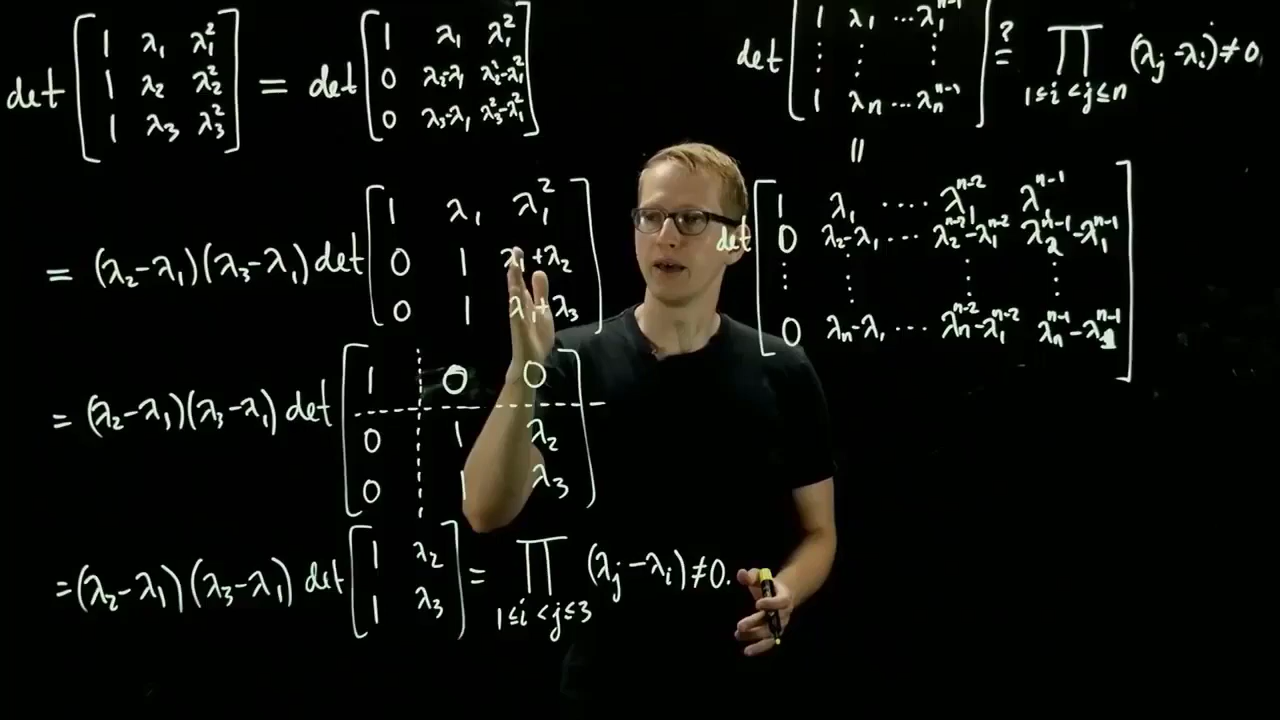 det [ 1 λ₁ λ₁² ; 1 λ₂ λ₂² ; 1 λ₃ λ₃² ] = det [ 1 λ₁ λ₁² ; 0 λ₂-λ₁ λ₂²-λ₁² ; 0 λ₃-λ₁ λ₃²-λ₁² ]
= (λ₂-λ₁)(λ₃-λ₁) det [ 1 λ₁ λ₁² ; 0 1 λ₁+λ₂ ; 0 1 λ₁+λ₃ ]
= (λ₂-λ₁)(λ₃-λ₁) det [ 1 0 0 ; 0 1 λ₂ ; 0 1 λ₃ ]
= (λ₂-λ₁)(λ₃-λ₁) det [ 1 λ₂ ; 1 λ₃ ] = ∏ 1≤i<j≤3 (λⱼ-λᵢ) ≠ 0.
det [ 1 λ₁ ⋯ λ₁ⁿ⁻¹ ; ⋮ ⋮ ⋮ ; 1 λₙ ⋯ λₙⁿ⁻¹ ] ≟ ∏ 1≤i<j≤n (λⱼ-λᵢ) ≠ 0,
||
det [ 1 λ₁ ⋯ λ₁ⁿ⁻² λ₁ⁿ⁻¹ ; 0 λ₂-λ₁ ⋯ λ₂ⁿ⁻²-λ₁ⁿ⁻² λ₂ⁿ⁻¹-λ₁ⁿ⁻¹ ; ⋮ ⋮ ⋮ ⋮ ; 0 λₙ-λ₁ ⋯ λₙⁿ⁻²-λ₁ⁿ⁻² λₙⁿ⁻¹-λ₁ⁿ⁻¹ ]